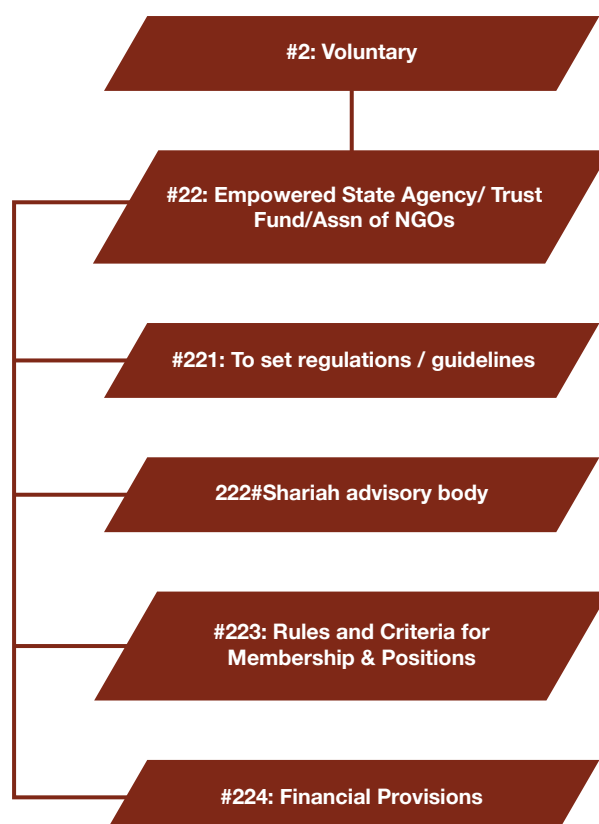 #2: Voluntary
#22: Empowered State Agency/ Trust
Fund/Assn of NGOs
#221: To set regulations / guidelines
222#Shariah advisory body
#223: Rules and Criteria for
Membership & Positions
#224: Financial Provisions